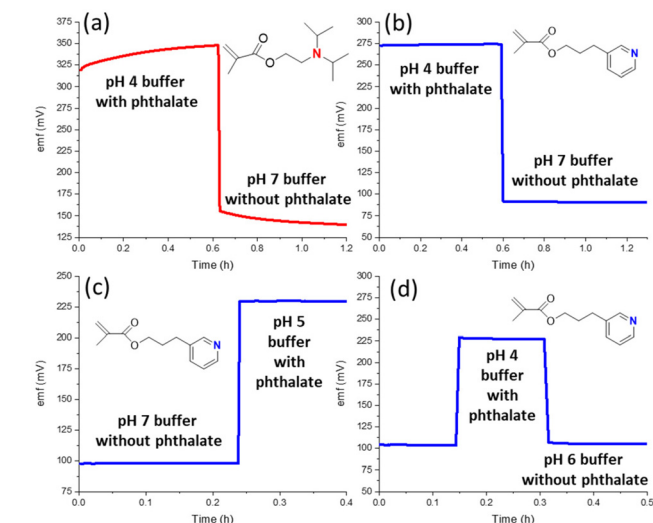 (a)
375
350
325
300
275
250
225
200
175
150
125
emf (mV)
pH 4 buffer
with phthalate
O
O
N
pH 7 buffer
without phthalate
0.0 0.2 0.4 0.6 0.8 1.0 1.2
Time (h)
(b)
300
275
250
225
200
175
150
125
100
75
50
emf (mV)
pH 4 buffer
with phthalate
O
O
N
pH 7 buffer
without phthalate
0.0 0.2 0.4 0.6 0.8 1.0 1.2
Time (h)
(c)
250
225
200
175
150
125
100
75
emf (mV)
O
O
N
pH 7 buffer
without phthalate
pH 5
buffer
with
phthalate
0.0 0.1 0.2 0.3 0.4
Time (h)
(d)
300
275
250
225
200
175
150
125
100
75
50
emf (mV)
O
O
N
pH 4
buffer
with
phthalate
pH 6 buffer
without phthalate
0.0 0.1 0.2 0.3 0.4 0.5
Time (h)